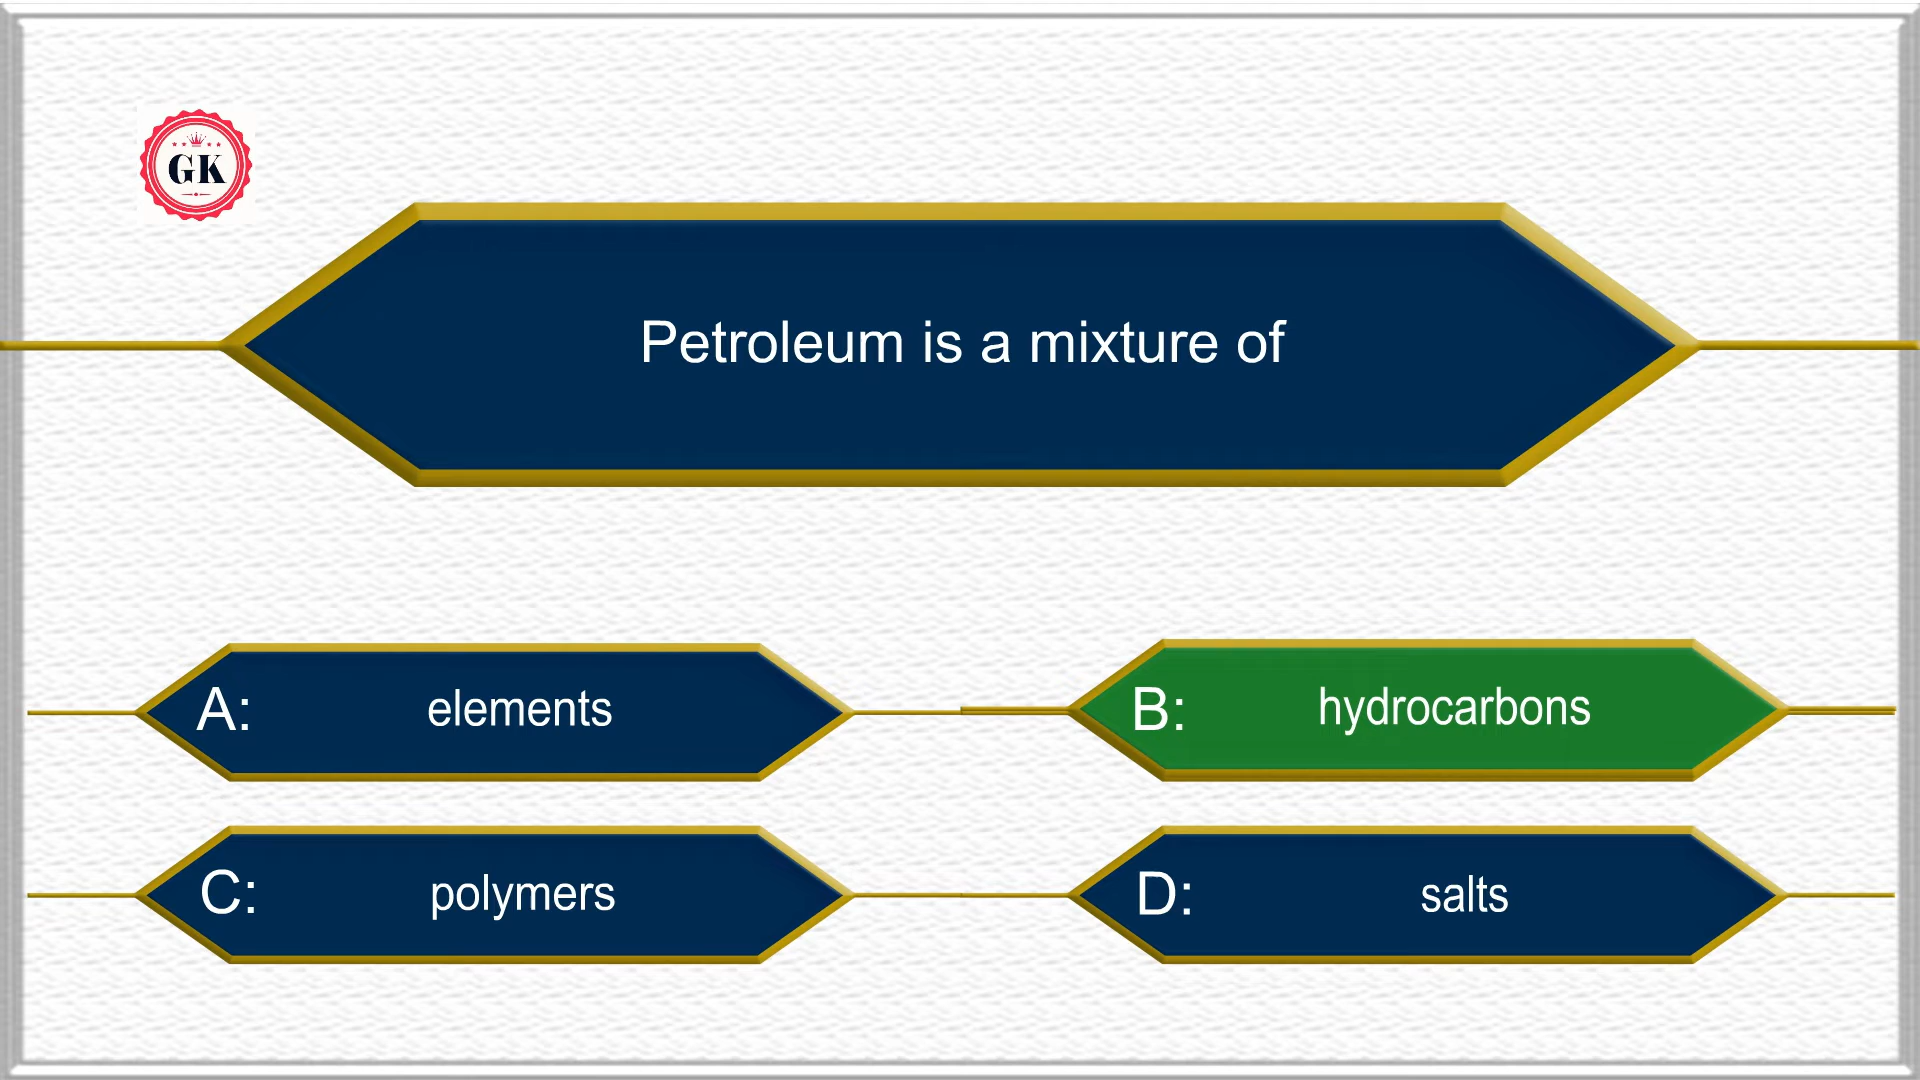 GK
Petroleum is a mixture of
A: elements
B: hydrocarbons
C: polymers
D: salts